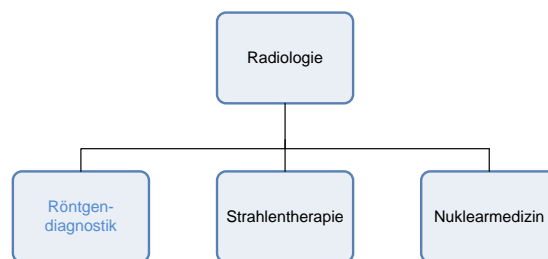 Radiologie
Röntgen-
diagnostik
Strahlentherapie
Nuklearmedizin